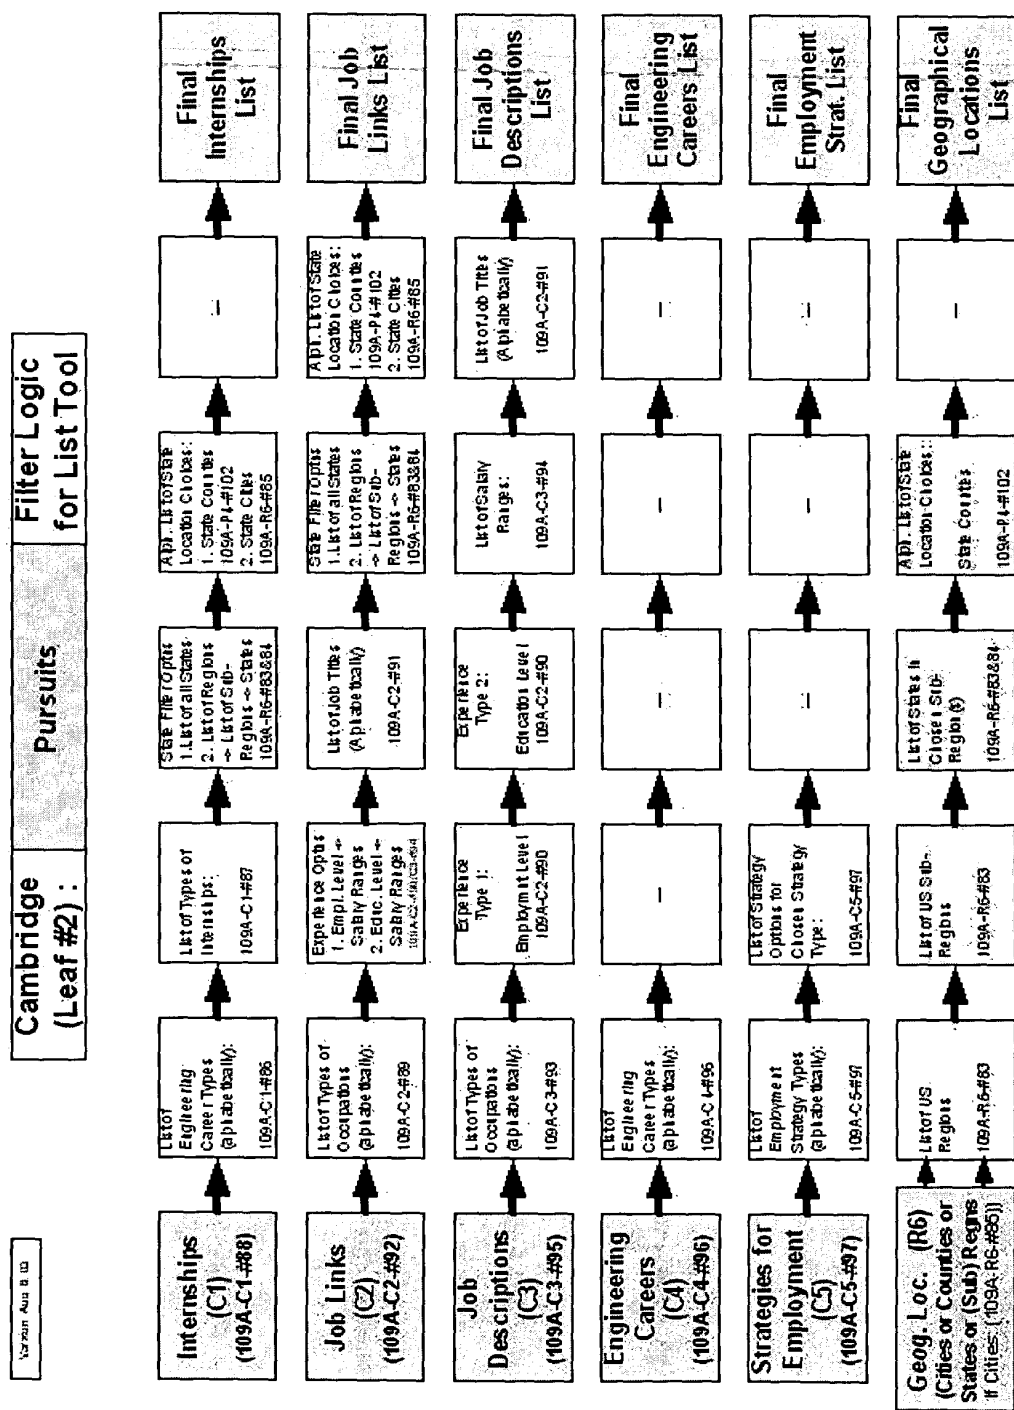 Cambridge
(Leaf #2) :
Pursuits
Filter Logic
for List Tool
Internships
(C1)
(109A-C1-#88)
List of
Engineering
Career Types
(alphabetically):
109A-C1-#86
List of Types of
Internships:
109A-C1-#87
State Filter Optns
1. List of all States
2. List of Regions
-> List of Sub-
Regions -> States
109A-R6-#83&84
Alph. List of State
Location Choices:
1. State Counties
109A-P4-#102
2. State Cities
109A-R6-#85
–
Final
Internships
List
Job Links
(C2)
(109A-C2-#92)
List of Types of
Occupations
(alphabetically):
109A-C2-#89
Experience Optns
1. Empl. Level +
Salary Ranges
2. Educ. Level +
Salary Ranges
List of Job Titles
(Alphabetically)
109A-C2-#91
State Filter Optns
1. List of all States
2. List of Regions
-> List of Sub-
Regions -> States
109A-R6-#83&84
Alph. List of State
Location Choices:
1. State Counties
109A-P4-#102
2. State Cities
109A-R6-#85
Final Job
Links List
Job
Descriptions
(C3)
(109A-C3-#95)
List of Types of
Occupations
(alphabetically):
109A-C3-#93
Experience
Type 1:
Employment Level
109A-C2-#90
Experience
Type 2:
Education Level
109A-C2-#90
List of Salary
Ranges:
109A-C3-#94
List of Job Titles
(Alphabetically)
109A-C2-#91
Final Job
Descriptions
List
Engineering
Careers
(C4)
(109A-C4-#96)
List of
Engineering
Career Types
(alphabetically):
109A-C4-#96
–
–
–
–
Final
Engineering
Careers List
Strategies for
Employment
(C5)
(109A-C5-#97)
List of
Employment
Strategy Types
(alphabetically):
109A-C5-#97
List of Strategy
Options for
Chosen Strategy
Type:
109A-C5-#97
–
–
–
Final
Employment
Strat. List
Geog. Loc. (R6)
(Cities or Counties or
States or (Sub) Regns
If Cities: [109A-R6-#85])
List of US
Regions
109A-R6-#83
List of US Sub-
Regions
109A-R6-#83
List of States in
Chosen Sub-
Region(s)
109A-R6-#83&84
Alph. List of State
Location Choices::
State Counties
109A-P4-#102
–
Final
Geographical
Locations
List